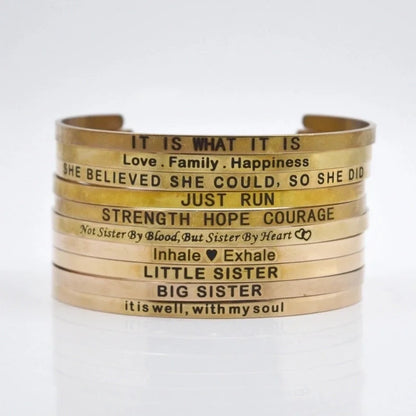 IT IS WHAT IT IS
Love . Family . Happiness
SHE BELIEVED SHE COULD, SO SHE DID
JUST RUN
STRENGTH HOPE COURAGE
Not Sister By Blood, But Sister By Heart
Inhale ♥ Exhale
LITTLE SISTER
BIG SISTER
it is well, with my soul